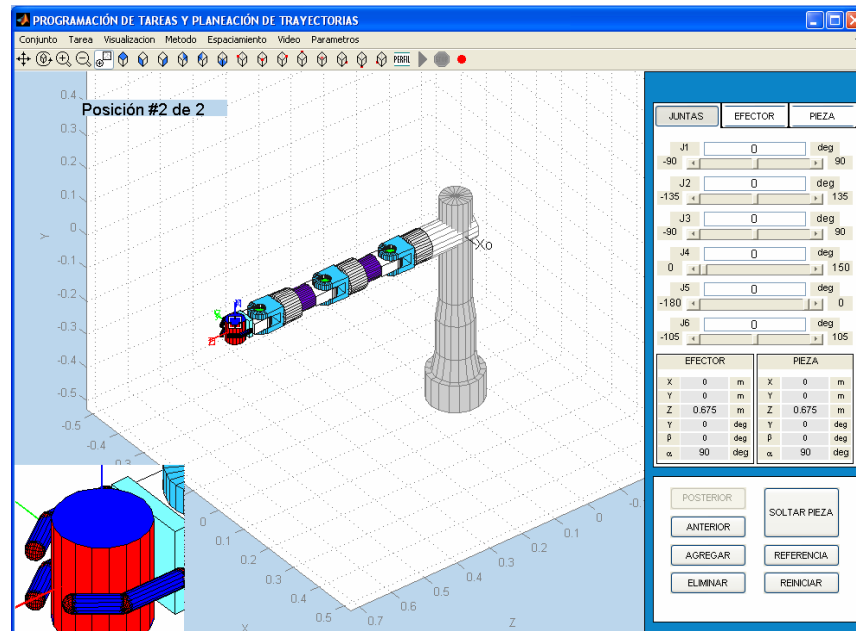 PROGRAMACIÓN DE TAREAS Y PLANEACIÓN DE TRAYECTORIAS
Conjunto Tarea Visualizacion Metodo Espaciamiento Video Parametros
PERFIL
Posición #2 de 2
0.4
0.3
0.2
0.1
0
-0.1
-0.2
-0.3
-0.4
-0.5
Y
Xo
-0.5
-0.4
0.3
0
0.1
0.2
0.3
0.4
0.5
X
0.7
0.6
0.5
0.4
0.3
0.2
0.1
0
-0.
Z
JUNTAS EFECTOR PIEZA
J1 0 deg
-90 90
J2 0 deg
-135 135
J3 0 deg
-90 90
J4 0 deg
0 150
J5 0 deg
-180 0
J6 0 deg
-105 105
EFECTOR PIEZA
X 0 m X 0 m
Y 0 m Y 0 m
Z 0.675 m Z 0.675 m
γ 0 deg γ 0 deg
β 0 deg β 0 deg
α 90 deg α 90 deg
POSTERIOR
SOLTAR PIEZA
ANTERIOR
AGREGAR REFERENCIA
ELIMINAR REINICIAR